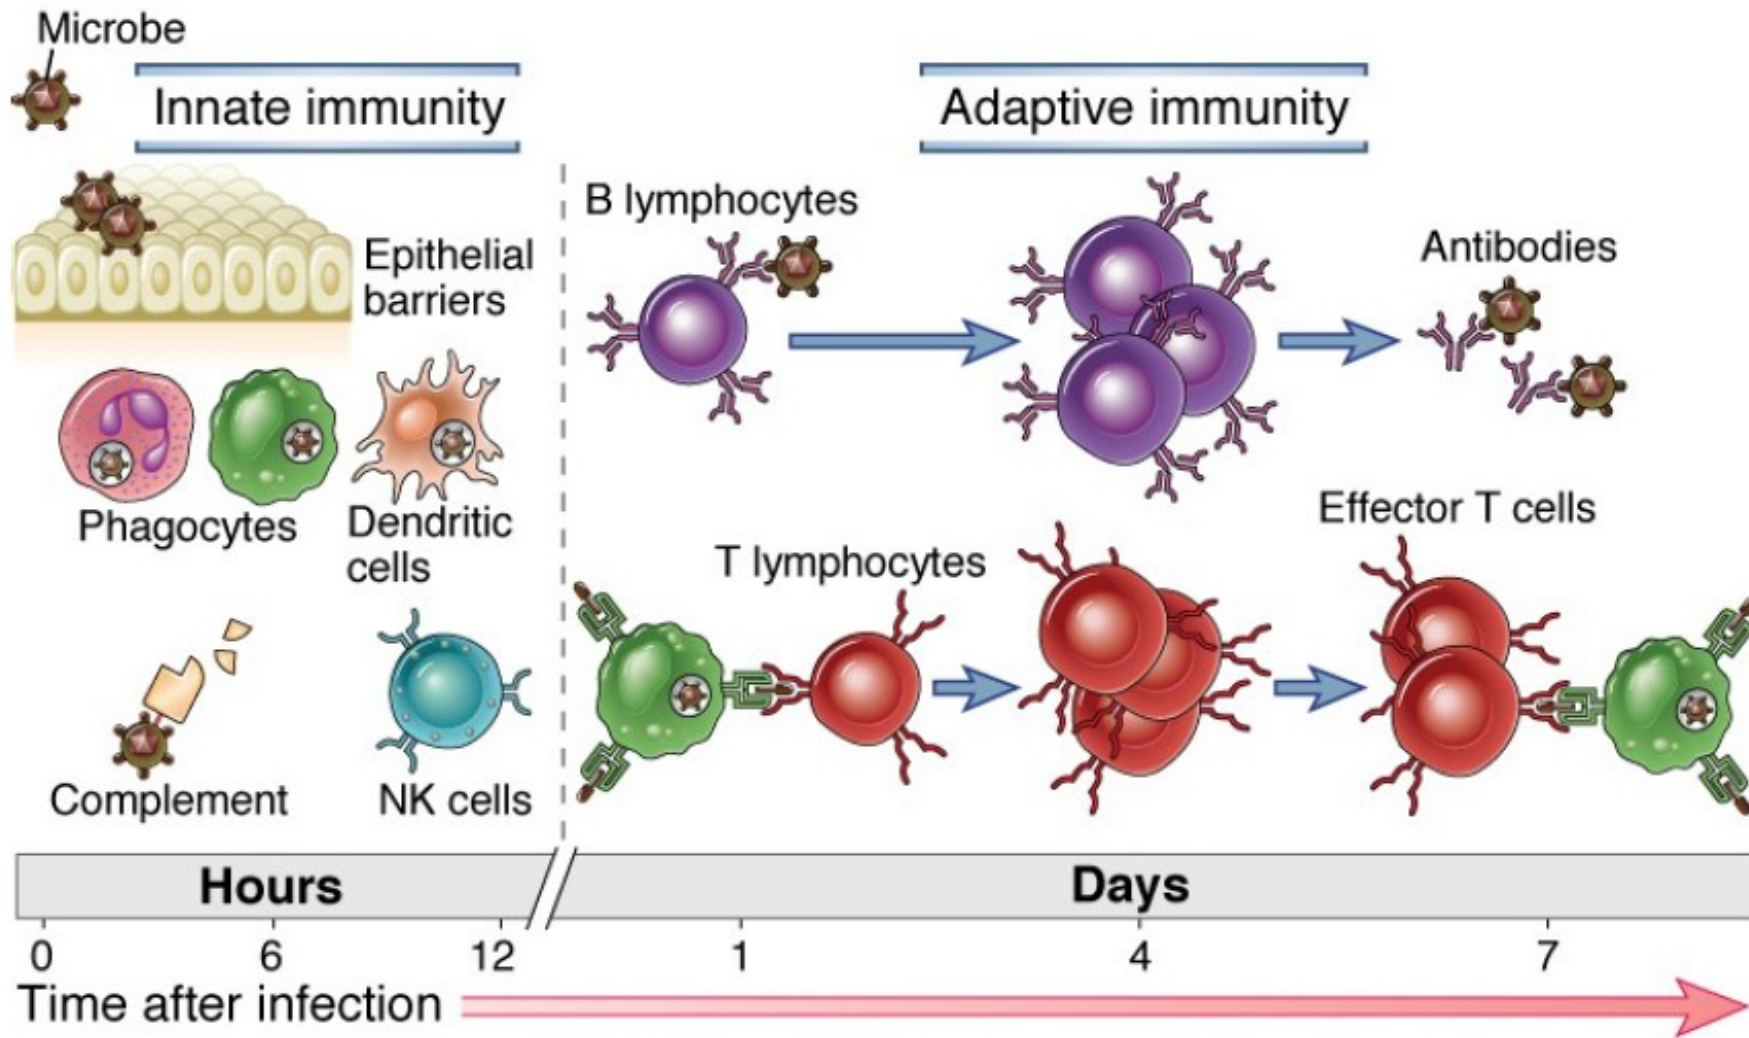 Microbe
Innate immunity
Adaptive immunity
Epithelial
barriers
Phagocytes
Dendritic
cells
Complement
NK cells
B lymphocytes
Antibodies
T lymphocytes
Effector T cells
Hours
Days
0
6
12
1
4
7
Time after infection